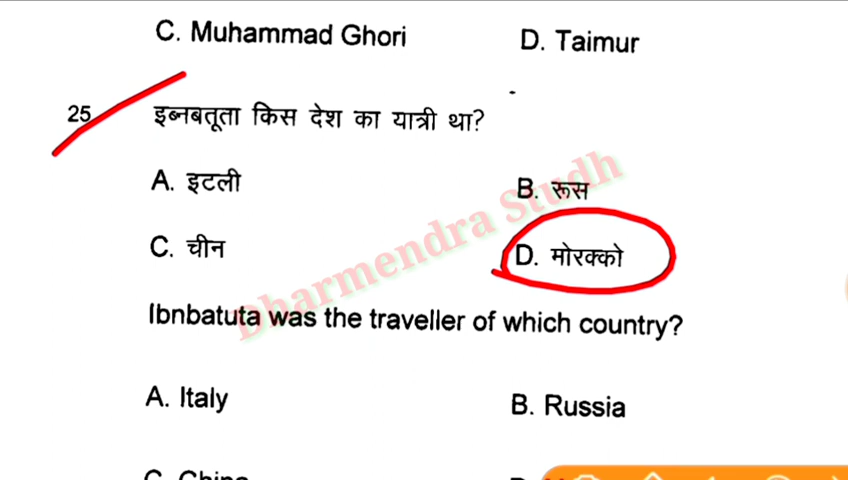 C. Muhammad Ghori D. Taimur
25 इब्नबतूता किस देश का यात्री था?
A. इटली B. रूस
C. चीन D. मोरक्को
Dharmendra Studh
Ibnbatuta was the traveller of which country?
A. Italy B. Russia
C. China